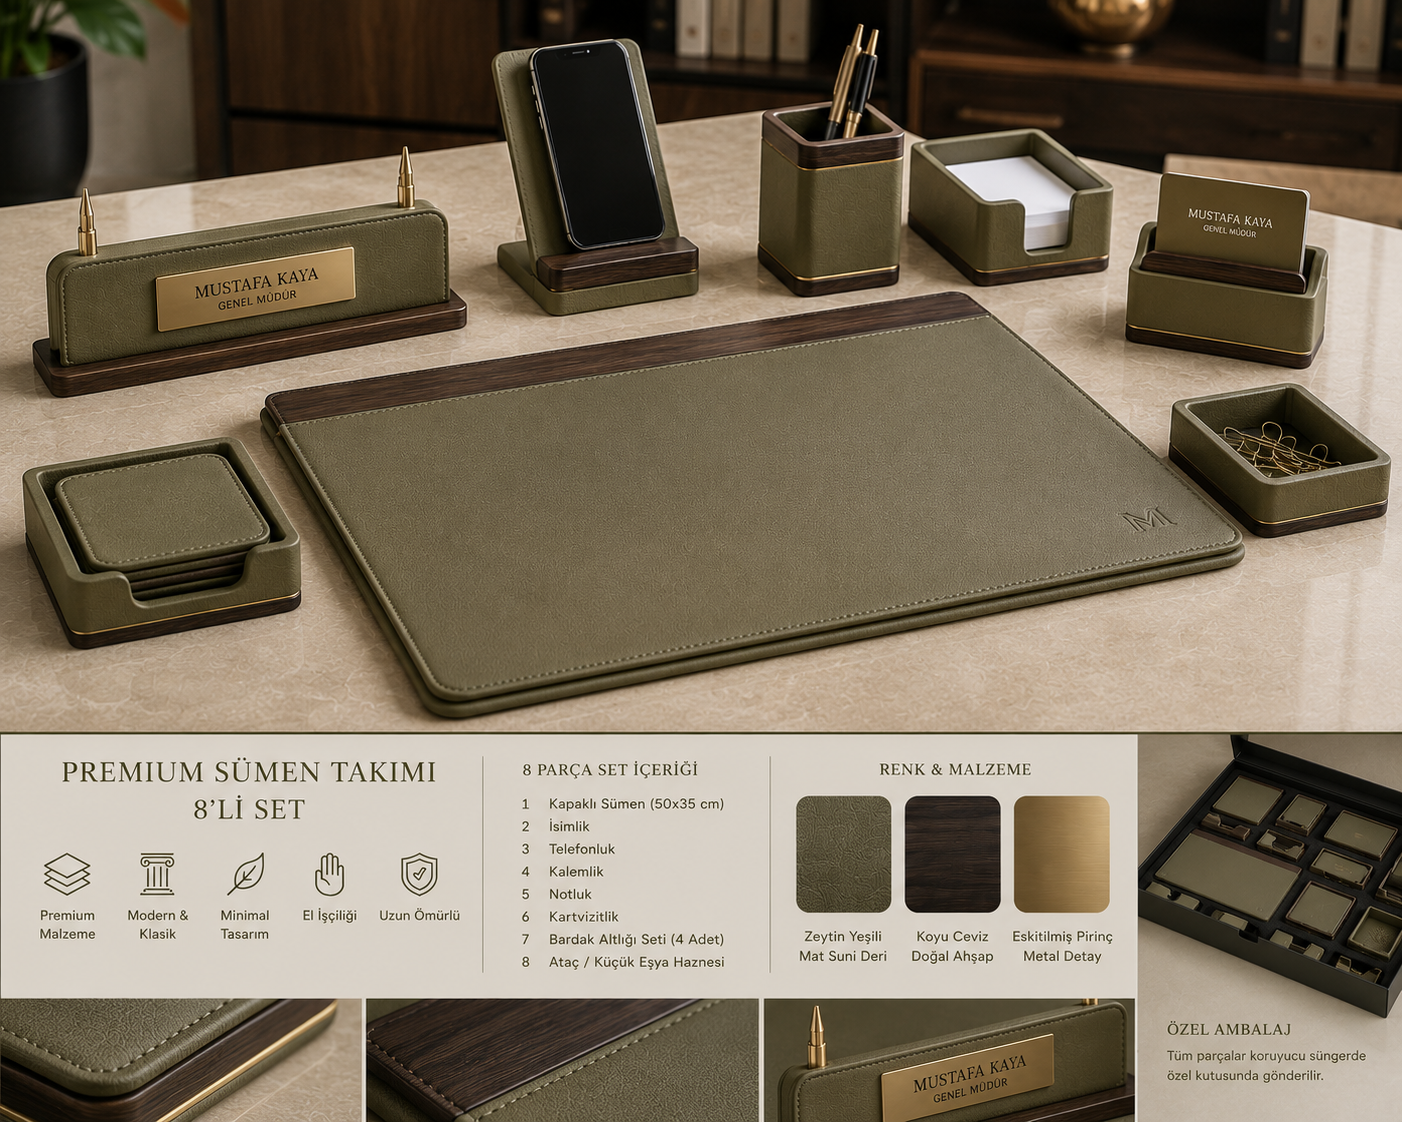 MUSTAFA KAYA
GENEL MÜDÜR
MUSTAFA KAYA
GENEL MÜDÜR
M
PREMIUM SÜMEN TAKIMI
8'Lİ SET
Premium
Malzeme
Modern &
Klasik
Minimal
Tasarım
El İşçiliği
Uzun Ömürlü
8 PARÇA SET İÇERİĞİ
1 Kapaklı Sümen (50x35 cm)
2 İsimlik
3 Telefonluk
4 Kalemlik
5 Notluk
6 Kartvizitlik
7 Bardak Altlığı Seti (4 Adet)
8 Ataç / Küçük Eşya Haznesi
RENK & MALZEME
Zeytin Yeşili
Mat Suni Deri
Koyu Ceviz
Doğal Ahşap
Eskitilmiş Pirinç
Metal Detay
MUSTAFA KAYA
GENEL MÜDÜR
ÖZEL AMBALAJ
Tüm parçalar koruyucu süngerde
özel kutusunda gönderilir.